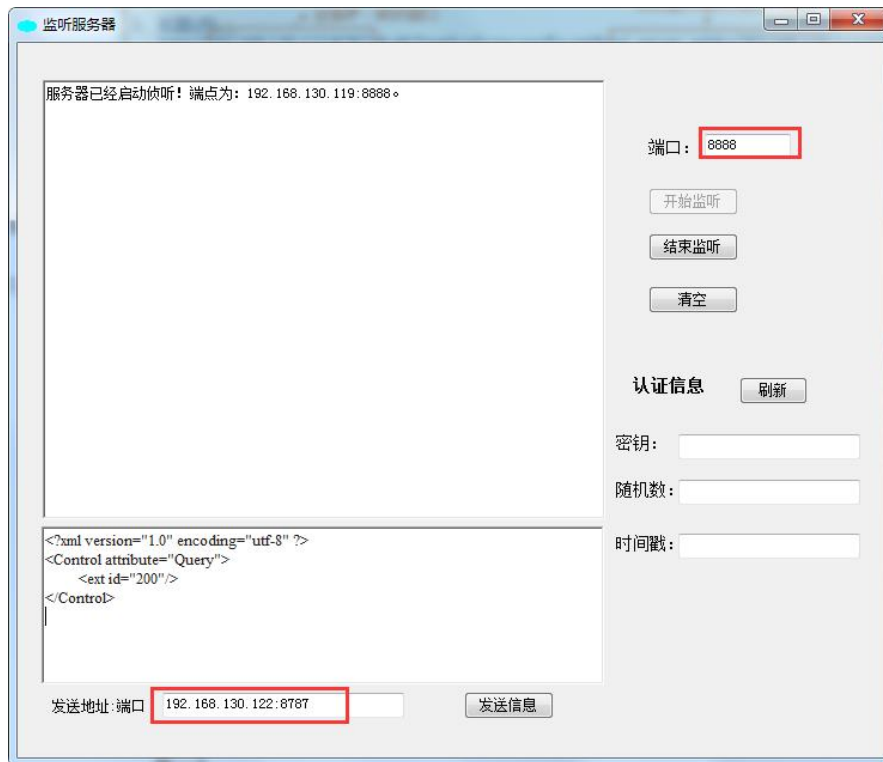 监听服务器
服务器已经启动侦听！端点为：192.168.130.119:8888。
端口：
8888
开始监听
结束监听
清空
认证信息
刷新
密钥：
随机数：
时间戳：
<?xml version="1.0" encoding="utf-8" ?>
<Control attribute="Query">
<ext id="200"/>
</Control>
发送地址:端口
192.168.130.122:8787
发送信息